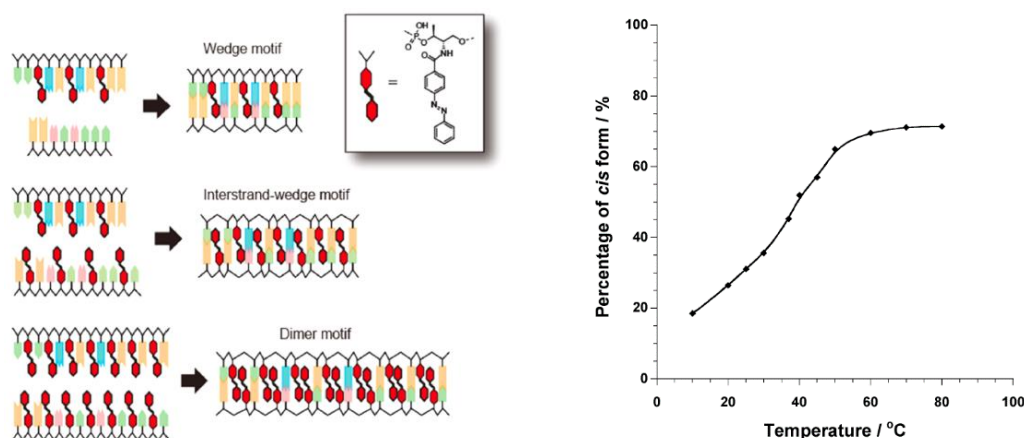 Wedge motif
OH
P
O
O
O
NH
O
=
N
N
Interstrand-wedge motif
Dimer motif
Percentage of cis form / %
100
80
60
40
20
0
0 20 40 60 80 100
Temperature / °C